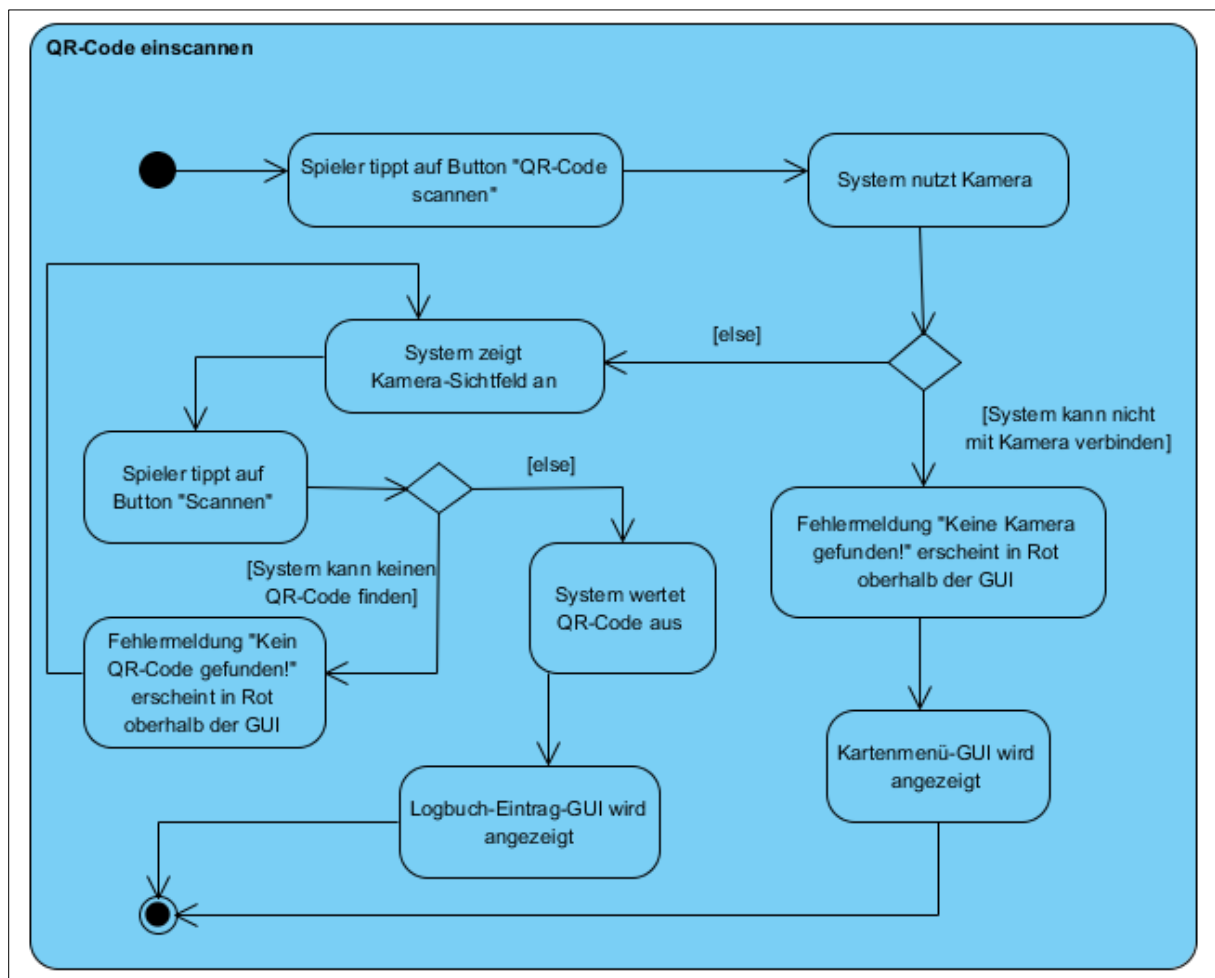 QR-Code einscannen
Spieler tippt auf Button "QR-Code
scannen"
System nutzt Kamera
[else]
System zeigt
Kamera-Sichtfeld an
[System kann nicht
mit Kamera verbinden]
Spieler tippt auf
Button "Scannen"
[else]
Fehlermeldung "Keine Kamera
gefunden!" erscheint in Rot
oberhalb der GUI
[System kann keinen
QR-Code finden]
System wertet
QR-Code aus
Fehlermeldung "Kein
QR-Code gefunden!"
erscheint in Rot
oberhalb der GUI
Kartenmenü-GUI wird
angezeigt
Logbuch-Eintrag-GUI wird
angezeigt